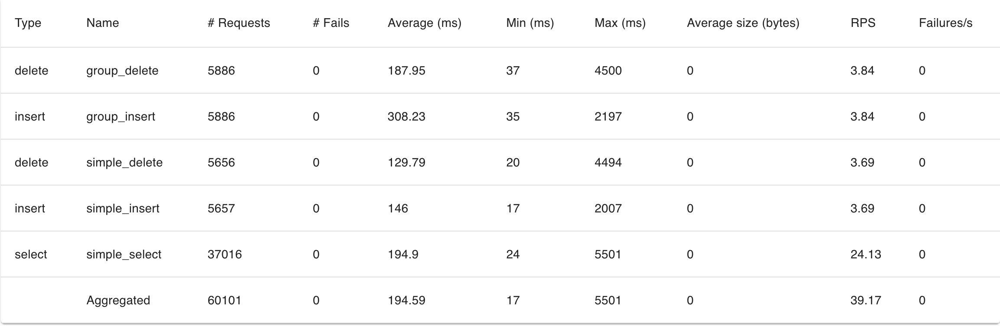 Type Name # Requests # Fails Average (ms) Min (ms) Max (ms) Average size (bytes) RPS Failures/s
delete group_delete 5886 0 187.95 37 4500 0 3.84 0
insert group_insert 5886 0 308.23 35 2197 0 3.84 0
delete simple_delete 5656 0 129.79 20 4494 0 3.69 0
insert simple_insert 5657 0 146 17 2007 0 3.69 0
select simple_select 37016 0 194.9 24 5501 0 24.13 0
Aggregated 60101 0 194.59 17 5501 0 39.17 0